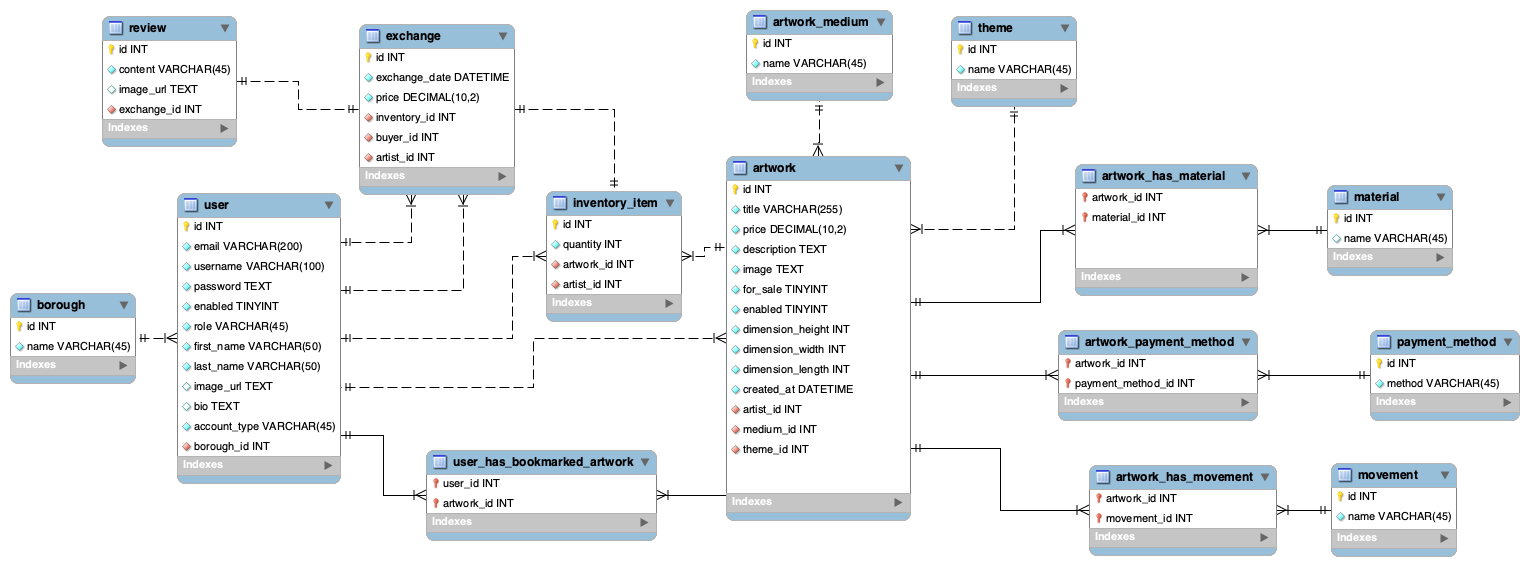 review
id INT
content VARCHAR(45)
image_url TEXT
exchange_id INT
Indexes
exchange
id INT
exchange_date DATETIME
price DECIMAL(10,2)
inventory_id INT
buyer_id INT
artist_id INT
Indexes
artwork_medium
id INT
name VARCHAR(45)
Indexes
theme
id INT
name VARCHAR(45)
Indexes
user
id INT
email VARCHAR(200)
username VARCHAR(100)
password TEXT
enabled TINYINT
role VARCHAR(45)
first_name VARCHAR(50)
last_name VARCHAR(50)
image_url TEXT
bio TEXT
account_type VARCHAR(45)
borough_id INT
Indexes
inventory_item
id INT
quantity INT
artwork_id INT
artist_id INT
Indexes
artwork
id INT
title VARCHAR(255)
price DECIMAL(10,2)
description TEXT
image TEXT
for_sale TINYINT
enabled TINYINT
dimension_height INT
dimension_width INT
dimension_length INT
created_at DATETIME
artist_id INT
medium_id INT
theme_id INT
Indexes
artwork_has_material
artwork_id INT
material_id INT
Indexes
material
id INT
name VARCHAR(45)
Indexes
borough
id INT
name VARCHAR(45)
Indexes
artwork_payment_method
artwork_id INT
payment_method_id INT
Indexes
payment_method
id INT
method VARCHAR(45)
Indexes
user_has_bookmarked_artwork
user_id INT
artwork_id INT
Indexes
artwork_has_movement
artwork_id INT
movement_id INT
Indexes
movement
id INT
name VARCHAR(45)
Indexes